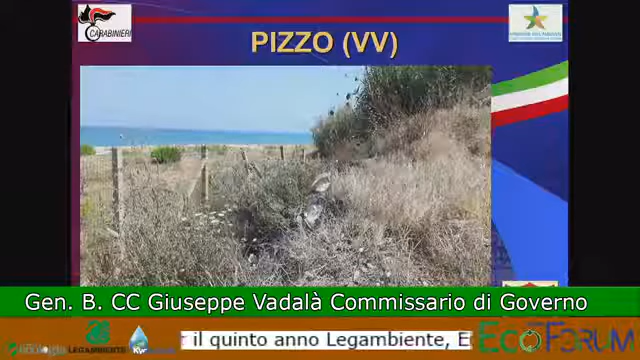 CARABINIERI
PIZZO (VV)
Gen. B. CC Giuseppe Vadalà Commissario di Governo
LEGAMBIENTE
il quinto anno Legambiente, E
ECOFORUM